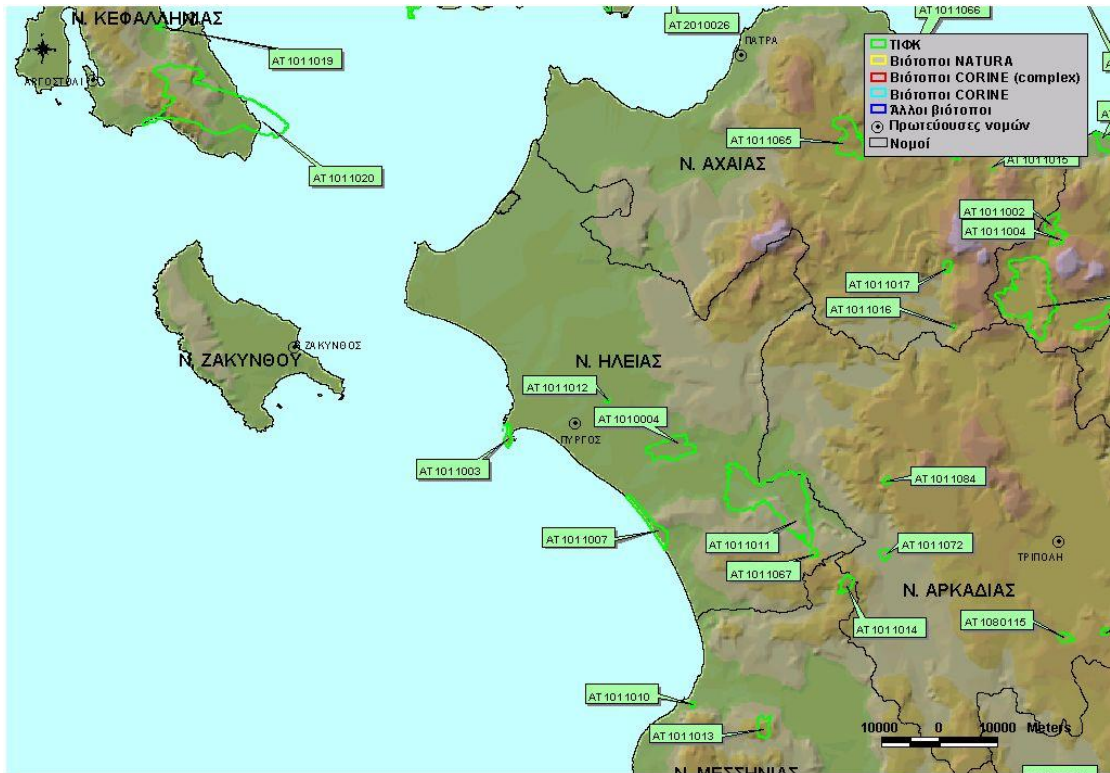 Ν. ΚΕΦΑΛΛΗΝΙΑΣ
AT1011019
ΑΡΓΟΣΤΟΛΙ
AT1011020
AT2010026
ΠΑΤΡΑ
AT1011066
ΤΙΦΚ
Βιότοποι NATURA
Βιότοποι CORINE (complex)
Βιότοποι CORINE
Άλλοι βιότοποι
Πρωτεύουσες νομών
Νομοί
AT1011065
AT1011015
Ν. ΑΧΑΙΑΣ
AT1011002
AT1011004
AT1011017
AT1011016
ΖΑΚΥΝΘΟΣ
Ν. ΖΑΚΥΝΘΟΥ
Ν. ΗΛΕΙΑΣ
AT1011012
AT1010004
ΠΥΡΓΟΣ
AT1011003
AT1011084
AT1011007
AT1011011
AT1011072
ΤΡΙΠΟΛΗ
AT1011067
Ν. ΑΡΚΑΔΙΑΣ
AT1011014
AT1080115
AT1011010
AT1011013
10000 0 10000 Meters
Ν. ΜΕΣΣΗΝΙΑΣ